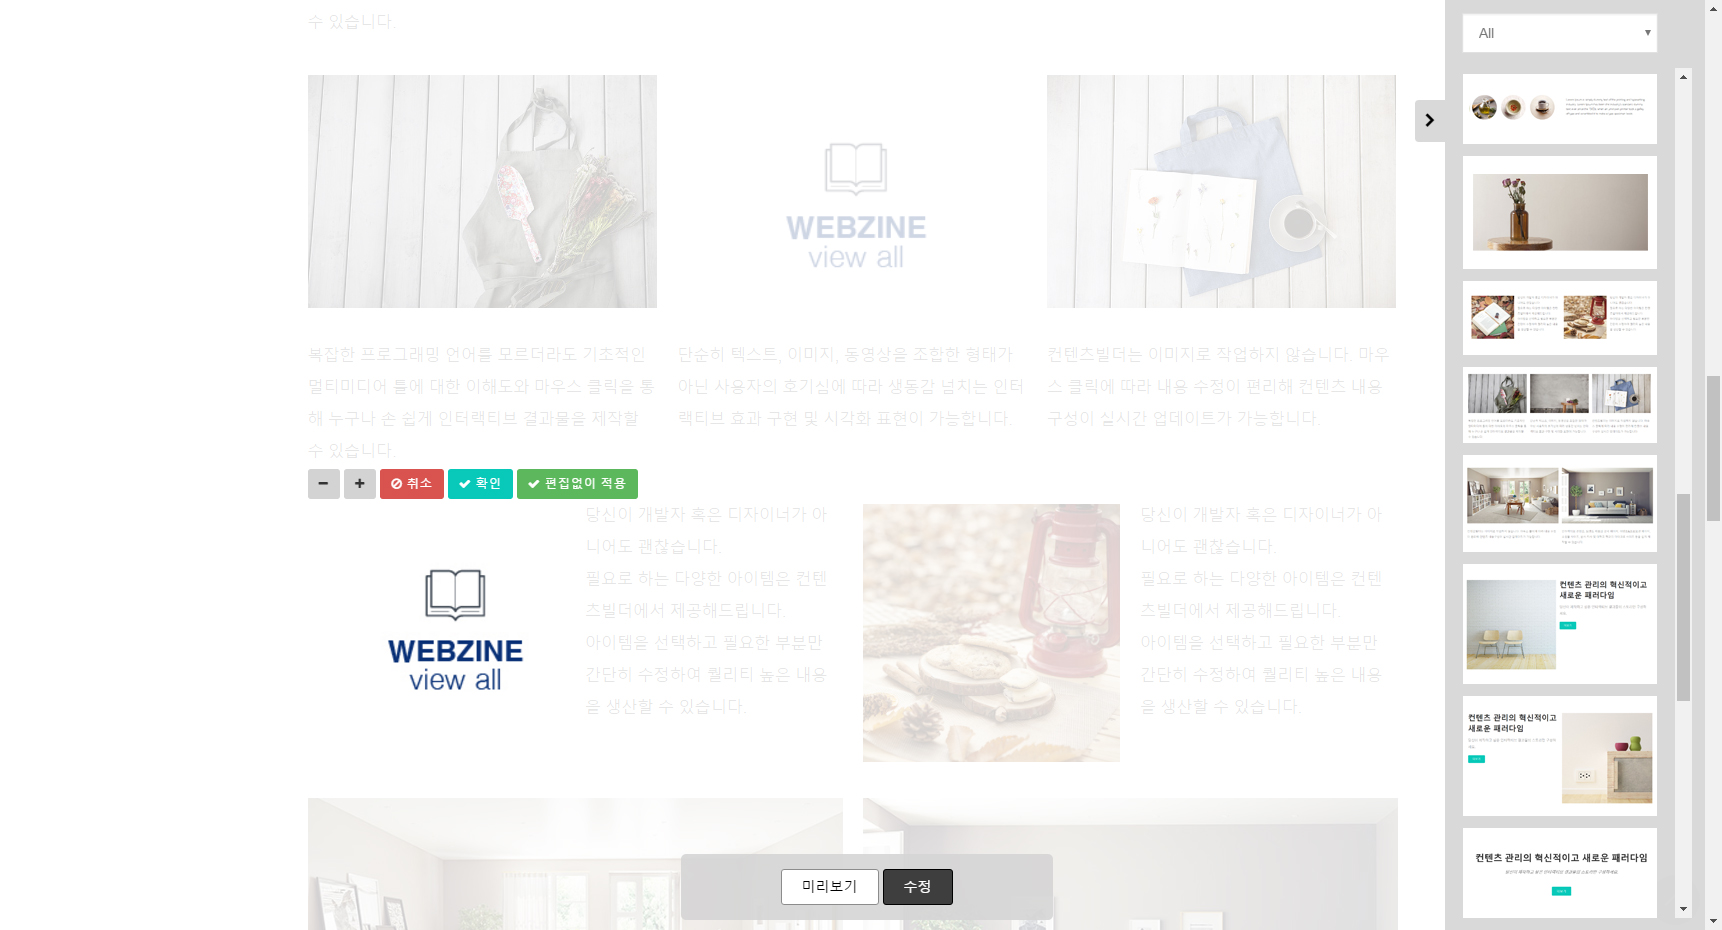 수 있습니다.
All
WEBZINE
view all
복잡한 프로그래밍 언어를 모르더라도 기초적인
멀티미디어 툴에 대한 이해도와 마우스 클릭을 통
해 누구나 손 쉽게 인터랙티브 결과물을 제작할
수 있습니다.
단순히 텍스트, 이미지, 동영상을 조합한 형태가
아닌 사용자의 호기심에 따라 생동감 넘치는 인터
랙티브 효과 구현 및 시각화 표현이 가능합니다.
컨텐츠빌더는 이미지로 작업하지 않습니다. 마우
스 클릭에 따라 내용 수정이 편리해 컨텐츠 내용
구성이 실시간 업데이트가 가능합니다.
취소
확인
편집없이 적용
WEBZINE
view all
당신이 개발자 혹은 디자이너가 아
니어도 괜찮습니다.
필요로 하는 다양한 아이템은 컨텐
츠빌더에서 제공해드립니다.
아이템을 선택하고 필요한 부분만
간단히 수정하여 퀄리티 높은 내용
을 생산할 수 있습니다.
당신이 개발자 혹은 디자이너가 아
니어도 괜찮습니다.
필요로 하는 다양한 아이템은 컨텐
츠빌더에서 제공해드립니다.
아이템을 선택하고 필요한 부분만
간단히 수정하여 퀄리티 높은 내용
을 생산할 수 있습니다.
미리보기
수정
컨텐츠 관리의 혁신적이고
새로운 패러다임
컨텐츠 관리의 혁신적이고
새로운 패러다임
컨텐츠 관리의 혁신적이고 새로운 패러다임